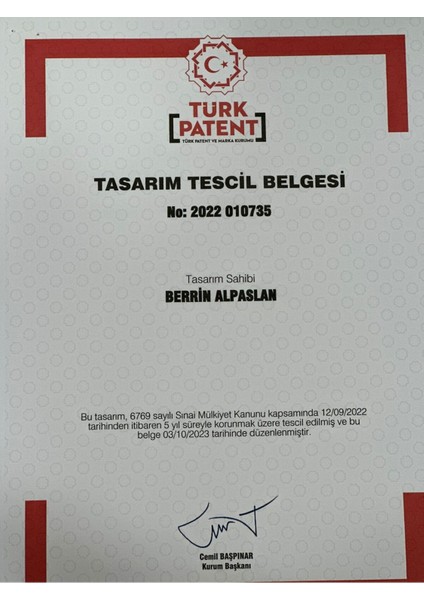 TÜRK
PATENT
TÜRK PATENT VE MARKA KURUMU
TASARIM TESCİL BELGESİ
No: 2022 010735
Tasarım Sahibi
BERRİN ALPASLAN
Bu tasarım, 6769 sayılı Sınai Mülkiyet Kanunu kapsamında 12/09/2022
tarihinden itibaren 5 yıl süreyle korunmak üzere tescil edilmiş ve bu
belge 03/10/2023 tarihinde düzenlenmiştir.
Cemil BAŞPINAR
Kurum Başkanı